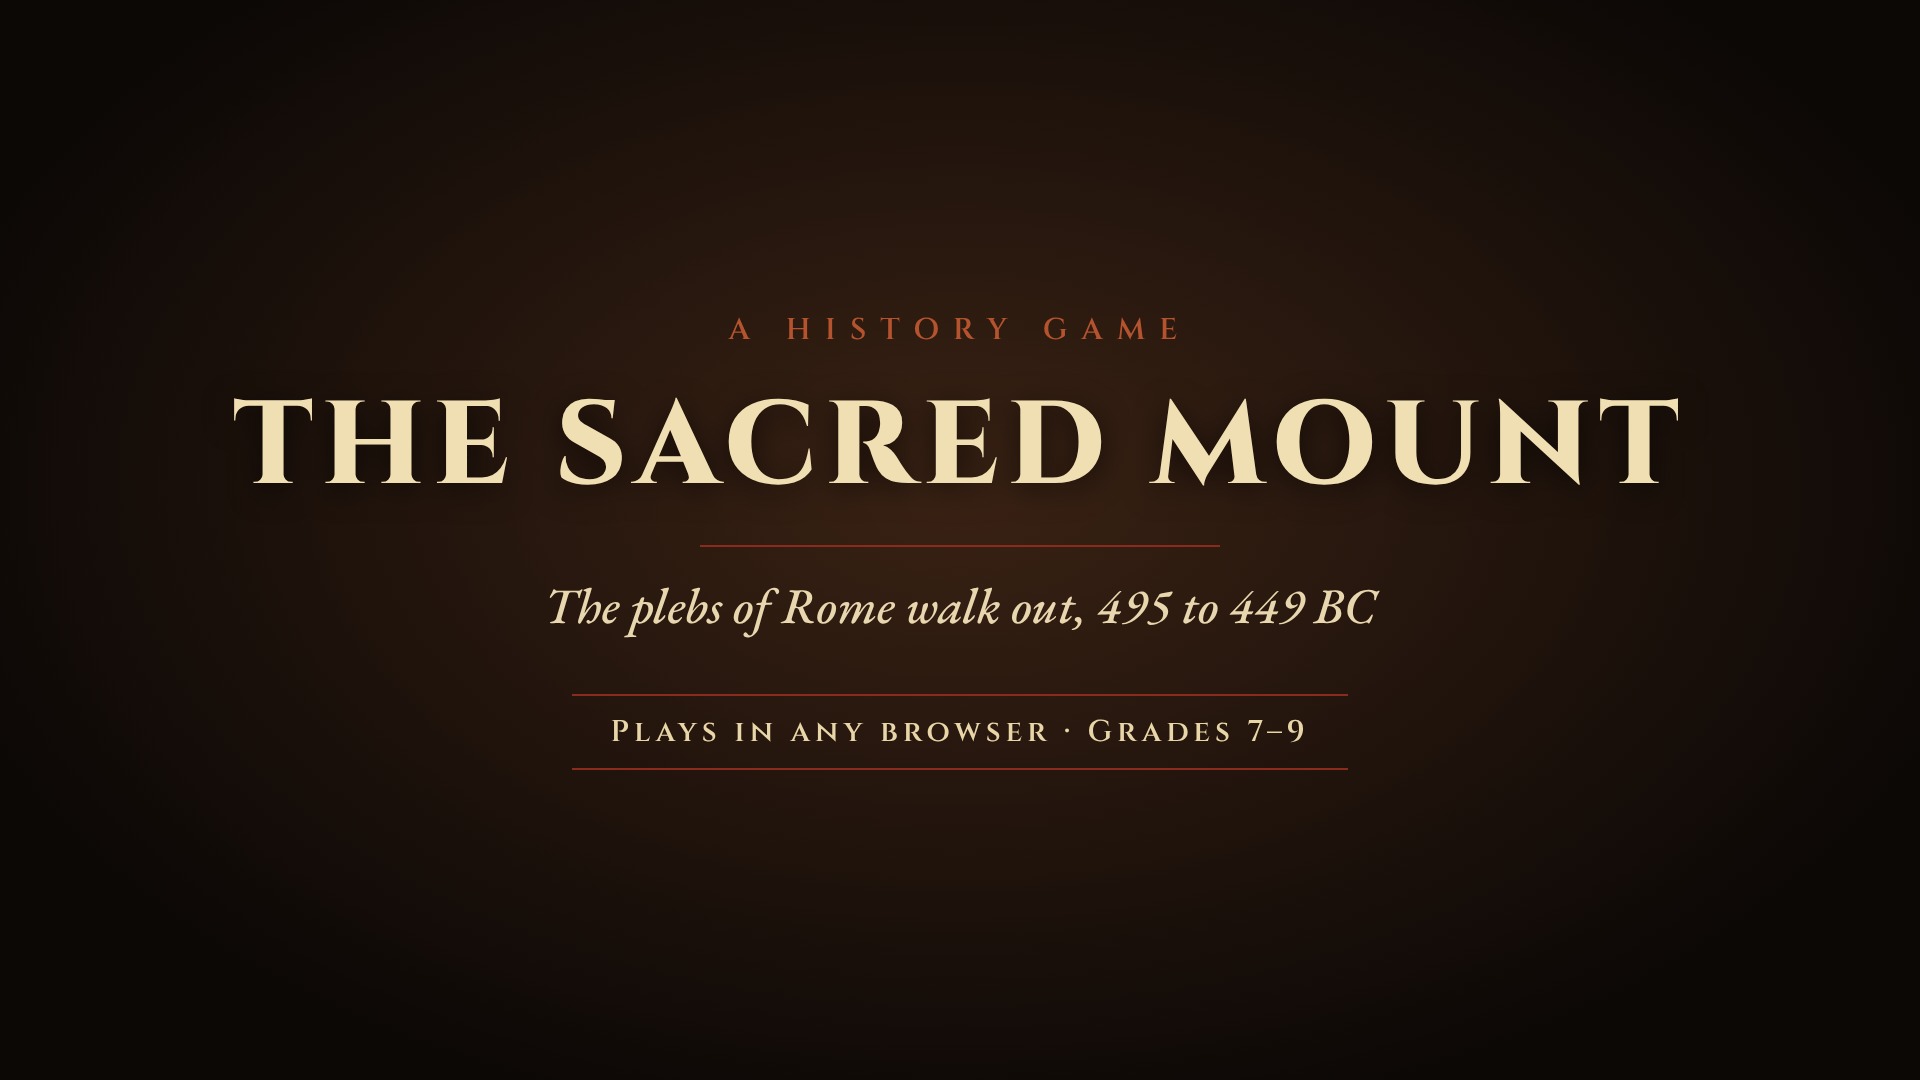 A HISTORY GAME
THE SACRED MOUNT
The plebs of Rome walk out, 495 to 449 BC
Plays in any browser · Grades 7–9